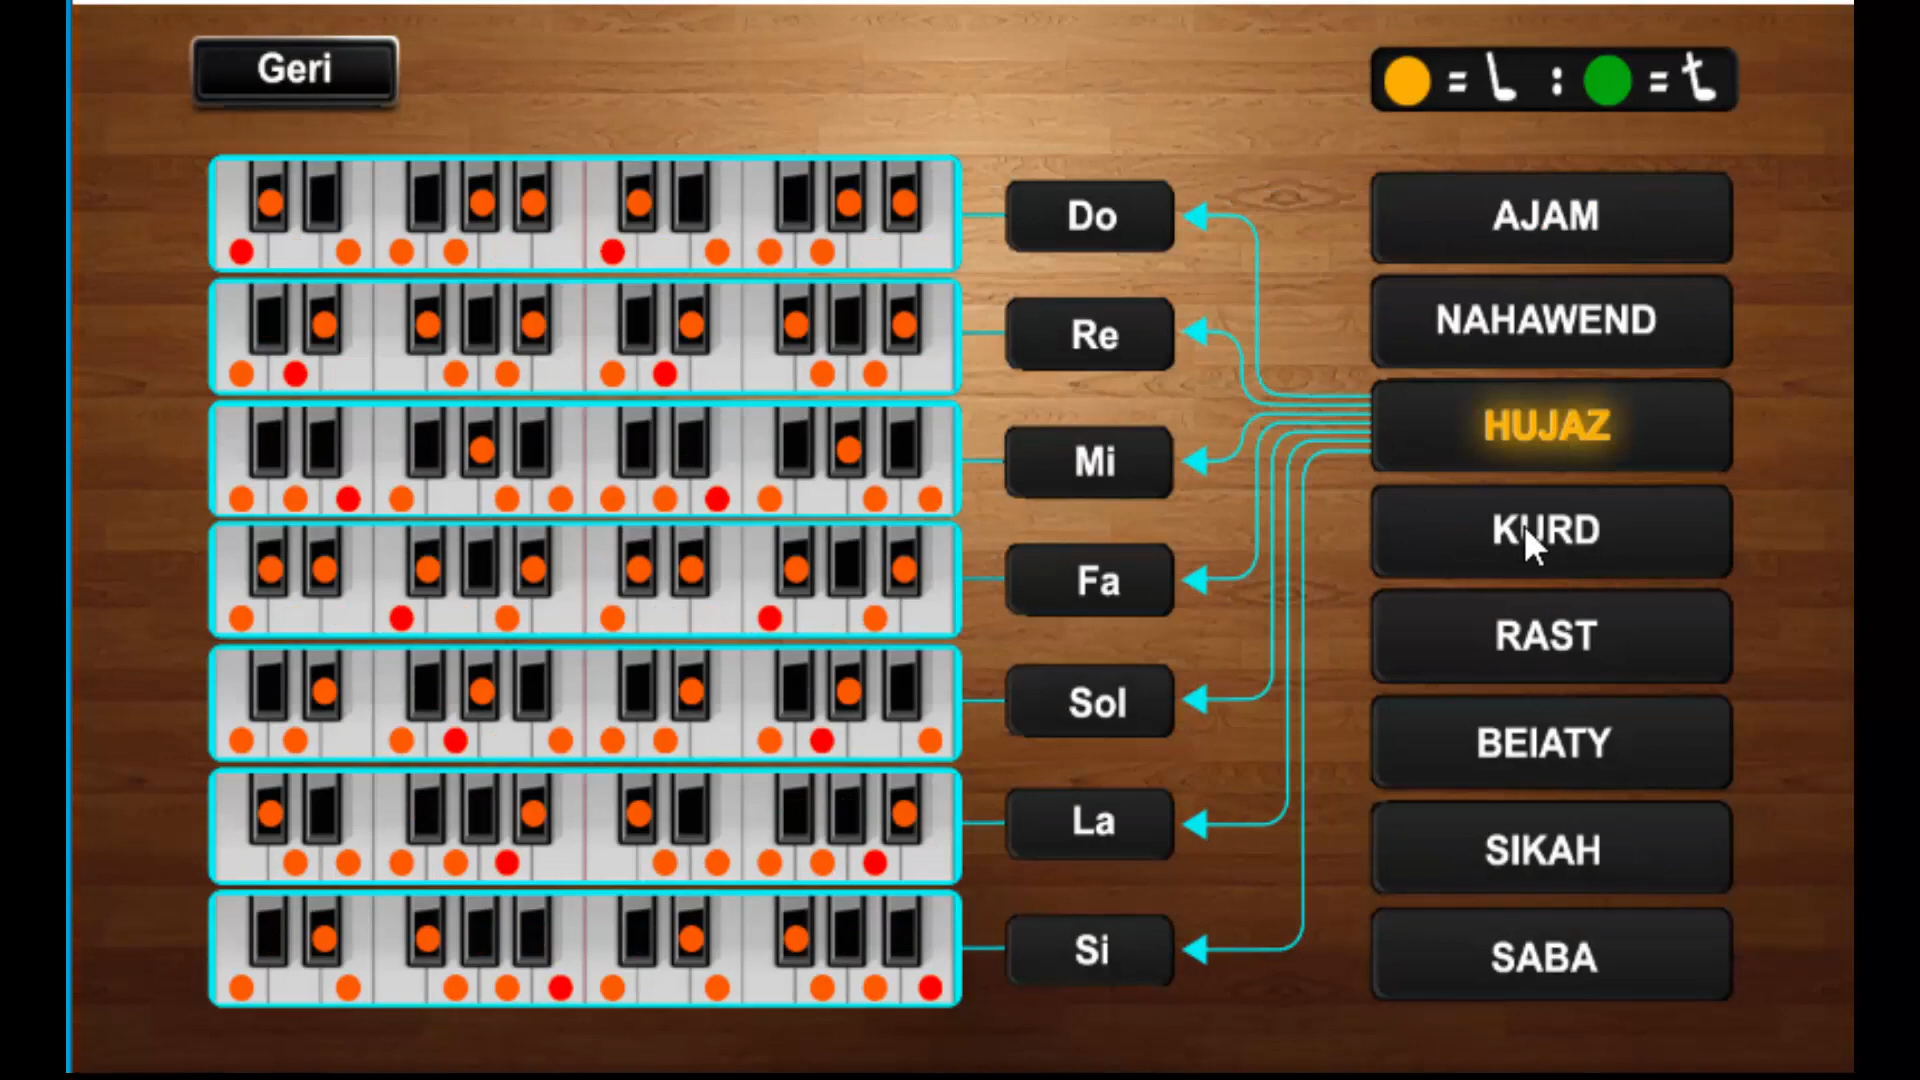 Geri
= :  =
Do
Re
Mi
Fa
Sol
La
Si
AJAM
NAHAWEND
HUJAZ
KURD
RAST
BEIATY
SIKAH
SABA